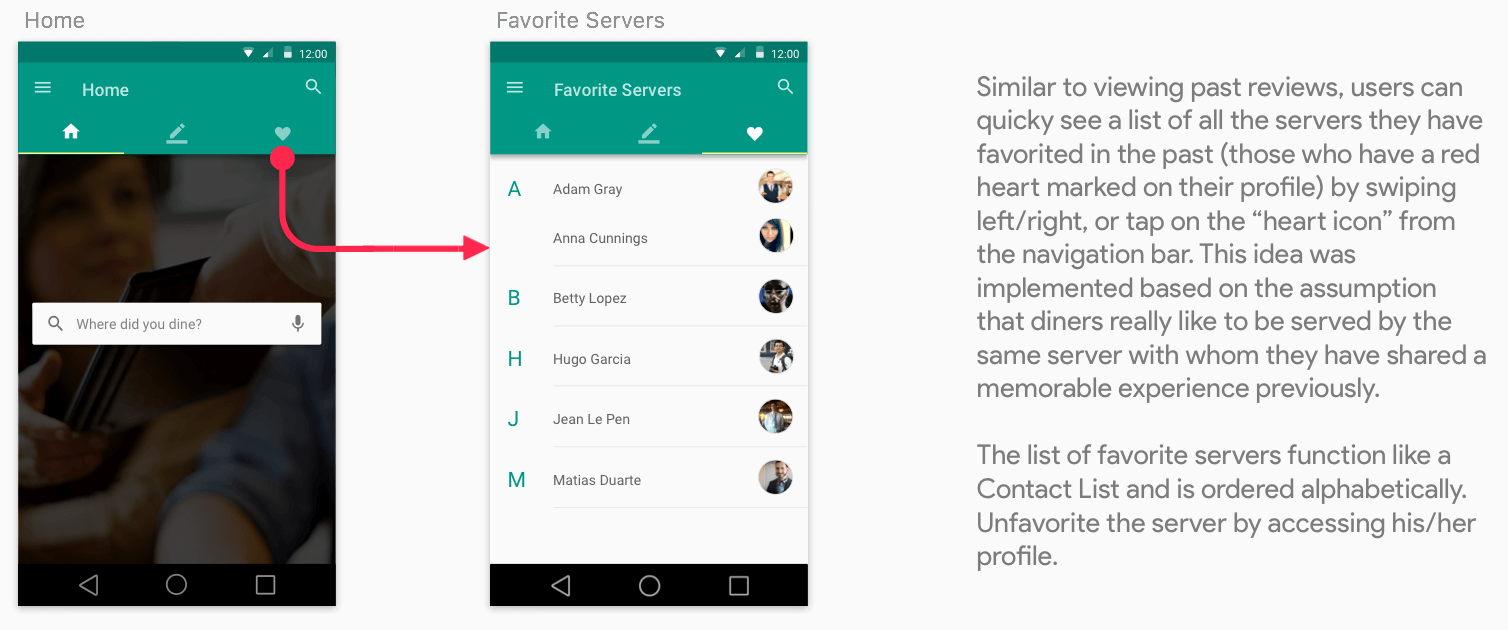 Home
12:00
Home
Where did you dine?
Favorite Servers
12:00
Favorite Servers
A
Adam Gray
Anna Cunnings
B
Betty Lopez
H
Hugo Garcia
J
Jean Le Pen
M
Matias Duarte
Similar to viewing past reviews, users can
quicky see a list of all the servers they have
favorited in the past (those who have a red
heart marked on their profile) by swiping
left/right, or tap on the “heart icon” from
the navigation bar. This idea was
implemented based on the assumption
that diners really like to be served by the
same server with whom they have shared a
memorable experience previously.
The list of favorite servers function like a
Contact List and is ordered alphabetically.
Unfavorite the server by accessing his/her
profile.